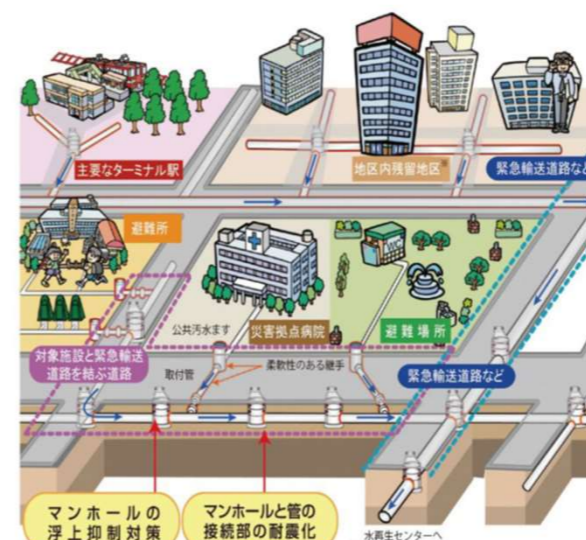 主要なターミナル駅
地区内残留地区※
緊急輸送道路など
避難所
公共汚水ます
災害拠点病院
避難場所
対象施設と緊急輸送
道路を結ぶ道路
取付管
柔軟性のある継手
緊急輸送道路など
マンホールの
浮上抑制対策
マンホールと管の
接続部の耐震化
水再生センターへ